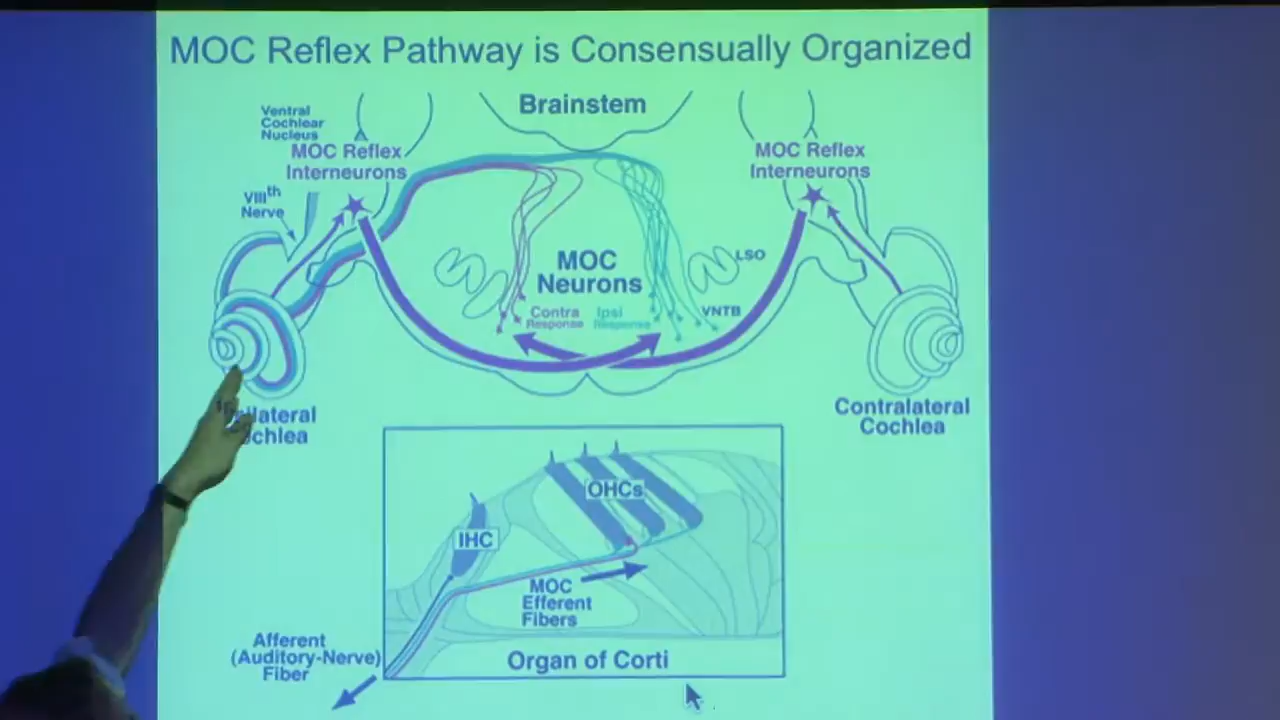 MOC Reflex Pathway is Consensually Organized
Brainstem
Ventral
Cochlear
Nucleus
MOC Reflex
Interneurons
MOC Reflex
Interneurons
VIIIth
Nerve
LSO
MOC
Neurons
VNTB
Contra
Response
Ipsi
Response
Contralateral
Cochlea
OHCs
IHC
MOC
Efferent
Fibers
Afferent
(Auditory-Nerve)
Fiber
Organ of Corti